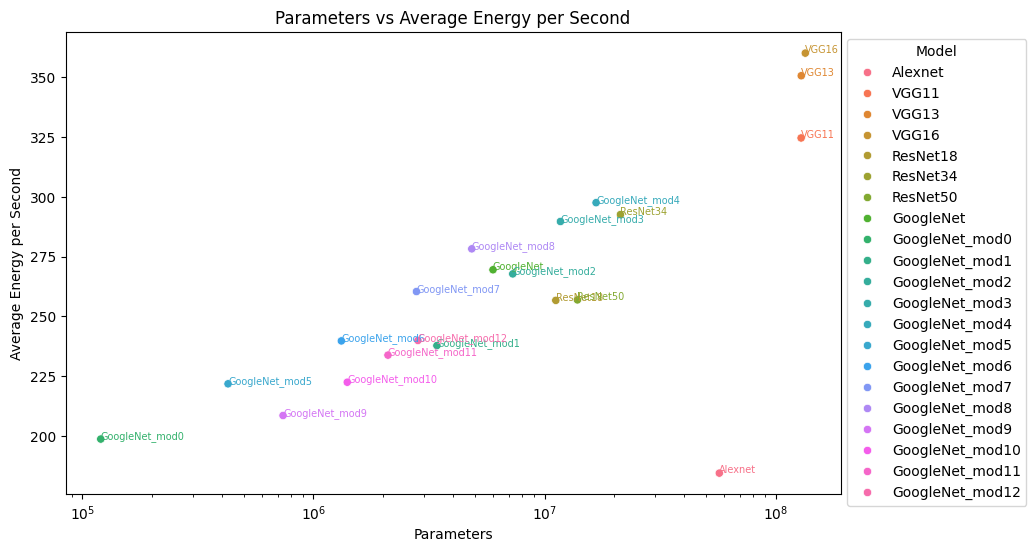 Parameters vs Average Energy per Second
Average Energy per Second
350
325
300
275
250
225
200
10^5
10^6
10^7
10^8
Parameters
VGG16
VGG13
VGG11
GoogleNet_mod4
ResNet34
GoogleNet_mod3
GoogleNet_mod8
GoogleNet
GoogleNet_mod2
GoogleNet_mod7
ResNet18
ResNet50
GoogleNet_mod6
GoogleNet_mod12
GoogleNet_mod1
GoogleNet_mod11
GoogleNet_mod5
GoogleNet_mod10
GoogleNet_mod9
GoogleNet_mod0
Alexnet
Model
Alexnet
VGG11
VGG13
VGG16
ResNet18
ResNet34
ResNet50
GoogleNet
GoogleNet_mod0
GoogleNet_mod1
GoogleNet_mod2
GoogleNet_mod3
GoogleNet_mod4
GoogleNet_mod5
GoogleNet_mod6
GoogleNet_mod7
GoogleNet_mod8
GoogleNet_mod9
GoogleNet_mod10
GoogleNet_mod11
GoogleNet_mod12